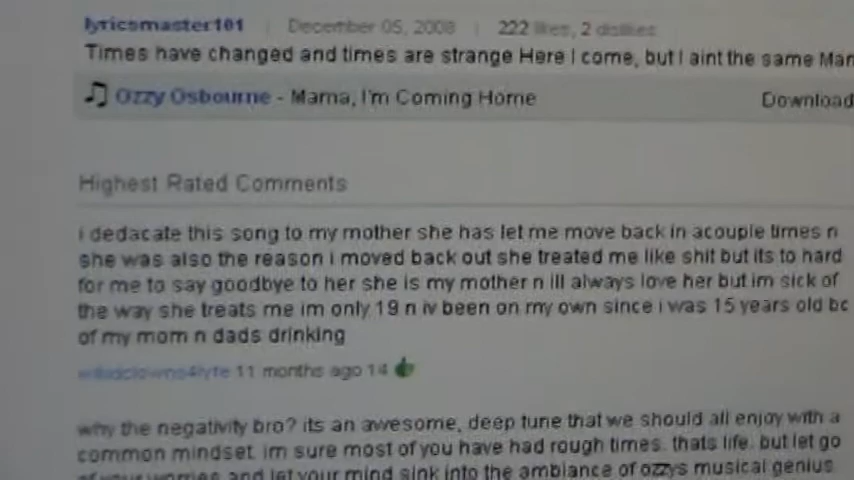 lyricsmaster101 | December 05, 2008 | 222 likes, 2 dislikes
Times have changed and times are strange Here I come, but I aint the same Mam
Ozzy Osbourne - Mama, I'm Coming Home Download
Highest Rated Comments
i dedacate this song to my mother she has let me move back in acouple times n
she was also the reason i moved back out she treated me like shit but its to hard
for me to say goodbye to her she is my mother n ill always love her but im sick of
the way she treats me im only 19 n iv been on my own since i was 15 years old bc
of my mom n dads drinking
11 months ago 14
why the negativity bro? its an awesome, deep tune that we should all enjoy with a
common mindset. im sure most of you have had rough times. thats life. but let go
of your worries and let your mind sink into the ambiance of ozzys musical genius